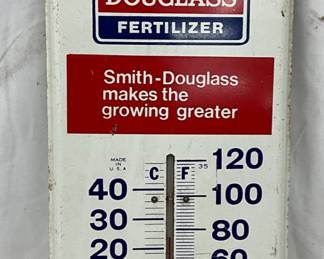 DOUGLASS
FERTILIZER
Smith-Douglass
makes the
growing greater
MADE
IN
U.S.A
C F
35
120
40 100
30 80
20 60